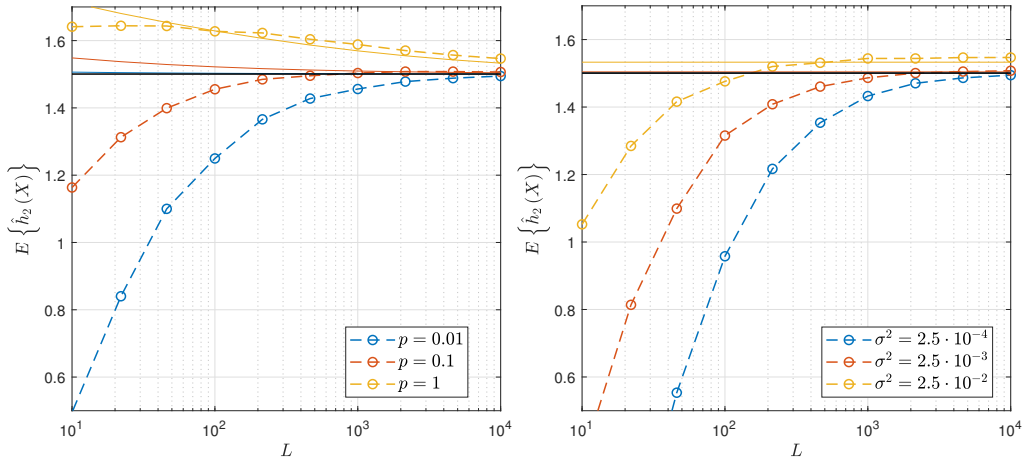 1.6
1.4
1.2
1
0.8
0.6
E {ĥ₂(X)}
10¹ 10² 10³ 10⁴
L
p = 0.01
p = 0.1
p = 1
1.6
1.4
1.2
1
0.8
0.6
E {ĥ₂(X)}
10¹ 10² 10³ 10⁴
L
σ² = 2.5 · 10⁻⁴
σ² = 2.5 · 10⁻³
σ² = 2.5 · 10⁻²